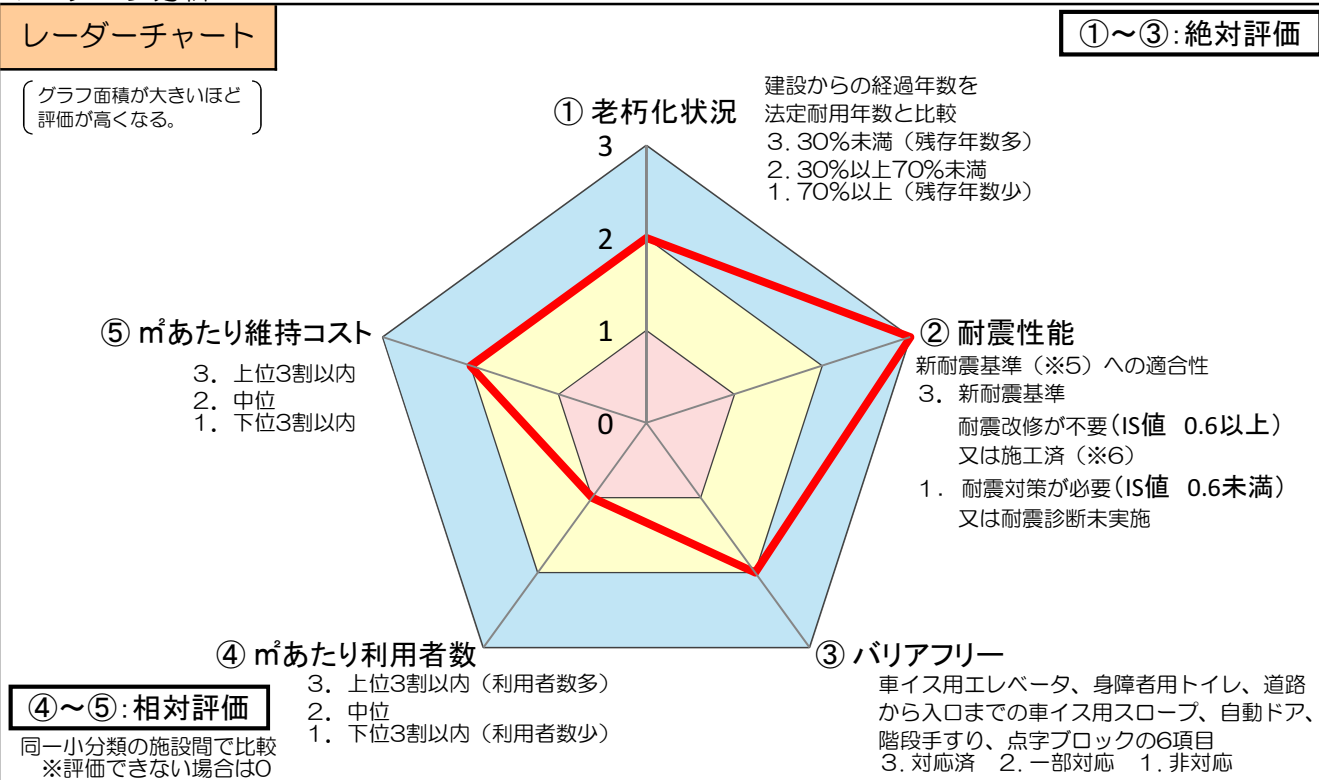 レーダーチャート
①～③:絶対評価
グラフ面積が大きいほど
評価が高くなる。
① 老朽化状況
建設からの経過年数を
法定耐用年数と比較
3. 30%未満（残存年数多）
2. 30%以上70%未満
1. 70%以上（残存年数少）
3
2
1
0
② 耐震性能
新耐震基準（※5）への適合性
3. 新耐震基準
耐震改修が不要(IS値 0.6以上)
又は施工済（※6）
1. 耐震対策が必要(IS値 0.6未満)
又は耐震診断未実施
⑤ ㎡あたり維持コスト
3. 上位3割以内
2. 中位
1. 下位3割以内
④ ㎡あたり利用者数
3. 上位3割以内（利用者数多）
2. 中位
1. 下位3割以内（利用者数少）
③ バリアフリー
車イス用エレベータ、身障者用トイレ、道路
から入口までの車イス用スロープ、自動ドア、
階段手すり、点字ブロックの6項目
3. 対応済 2. 一部対応 1. 非対応
④～⑤:相対評価
同一小分類の施設間で比較
※評価できない場合は0